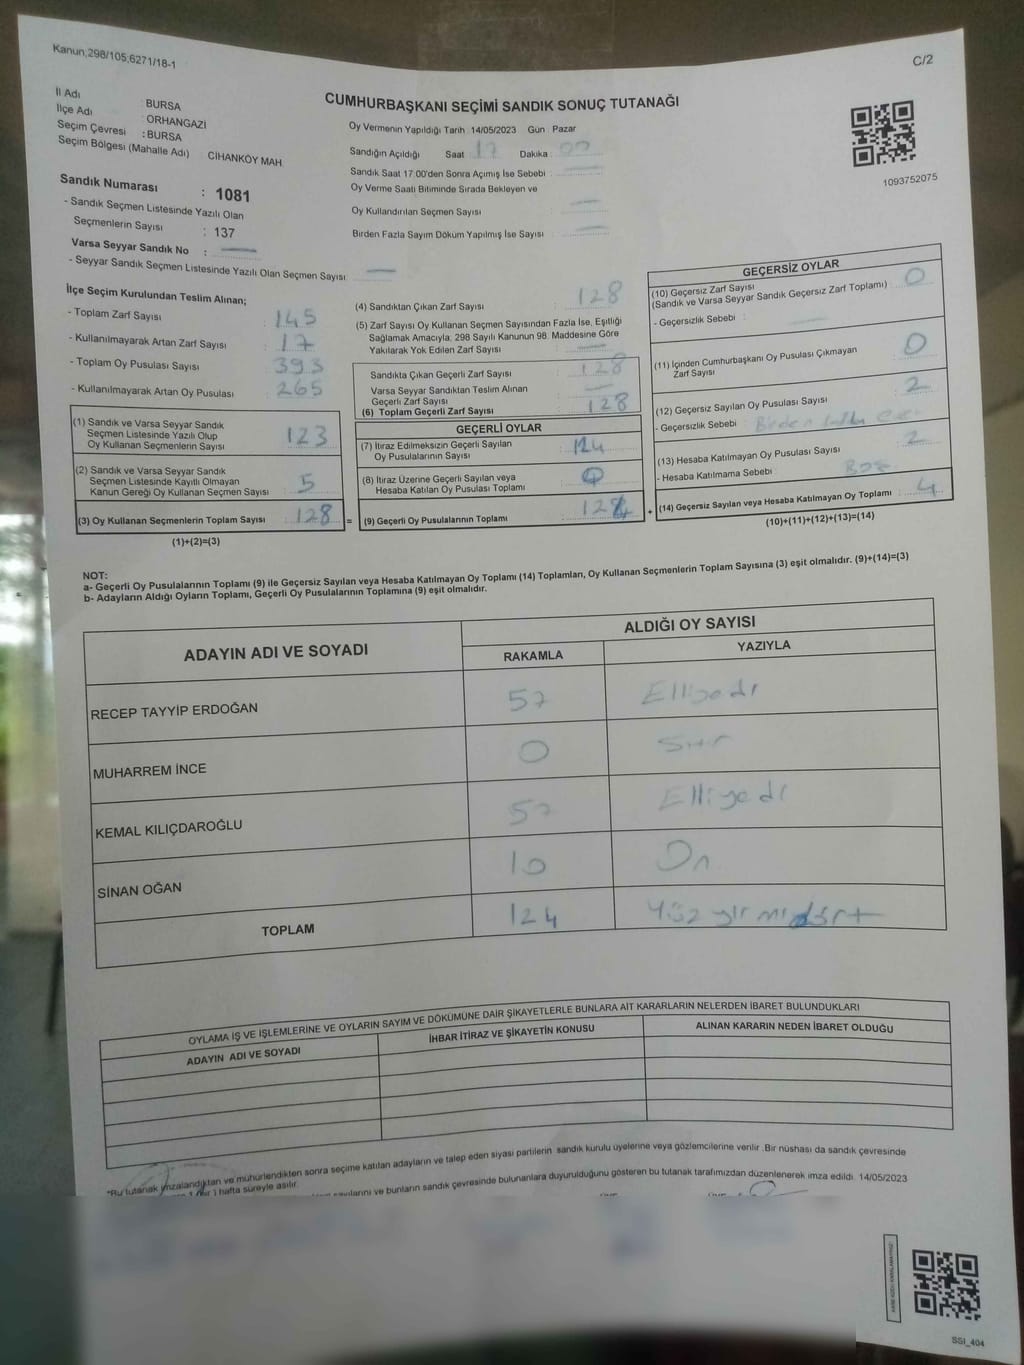 Kanun,298/105;6271/18-1
C/2
İl Adı : BURSA
İlçe Adı : ORHANGAZİ
Seçim Çevresi : BURSA
Seçim Bölgesi (Mahalle Adı) CİHANKÖY MAH
CUMHURBAŞKANI SEÇİMİ SANDIK SONUÇ TUTANAĞI
Oy Vermenin Yapıldığı Tarih 14/05/2023 Gün : Pazar
Sandığın Açıldığı Saat 17 Dakika : 00
Sandık Saat 17:00'den Sonra Açımış İse Sebebi :
Oy Verme Saati Bitiminde Sırada Bekleyen ve
Oy Kullandırılan Seçmen Sayısı :
Birden Fazla Sayım Döküm Yapılmış İse Sayısı :
1093752075
Sandık Numarası : 1081
- Sandık Seçmen Listesinde Yazılı Olan
Seçmenlerin Sayısı : 137
Varsa Seyyar Sandık No :
- Seyyar Sandık Seçmen Listesinde Yazılı Olan Seçmen Sayısı:
İlçe Seçim Kurulundan Teslim Alınan;
- Toplam Zarf Sayısı : 145
- Kullanılmayarak Artan Zarf Sayısı : 17
- Toplam Oy Pusulası Sayısı : 393
- Kullanılmayarak Artan Oy Pusulası : 265
(1) Sandık ve Varsa Seyyar Sandık
Seçmen Listesinde Yazılı Olup
Oy Kullanan Seçmenlerin Sayısı : 123
(2) Sandık ve Varsa Seyyar Sandık
Seçmen Listesinde Kayıtlı Olmayan
Kanun Gereği Oy Kullanan Seçmen Sayısı : 5
(3) Oy Kullanan Seçmenlerin Toplam Sayısı : 128 =
(1)+(2)=(3)
(4) Sandıktan Çıkan Zarf Sayısı : 128
(5) Zarf Sayısı Oy Kullanan Seçmen Sayısından Fazla İse, Eşitliği
Sağlamak Amacıyla, 298 Sayılı Kanunun 98. Maddesine Göre
Yakılarak Yok Edilen Zarf Sayısı :
Sandıkta Çıkan Geçerli Zarf Sayısı : 128
Varsa Seyyar Sandıktan Teslim Alınan
Geçerli Zarf Sayısı :
(6) Toplam Geçerli Zarf Sayısı : 128
GEÇERLİ OYLAR
(7) İtiraz Edilmeksizin Geçerli Sayılan
Oy Pusulalarının Sayısı : 124
(8) İtiraz Üzerine Geçerli Sayılan veya
Hesaba Katılan Oy Pusulası Toplamı : 0
(9) Geçerli Oy Pusulalarının Toplamı : 124 +
GEÇERSİZ OYLAR
(10) Geçersiz Zarf Sayısı
(Sandık ve Varsa Seyyar Sandık Geçersiz Zarf Toplamı) : 0
- Geçersizlik Sebebi :
(11) İçinden Cumhurbaşkanı Oy Pusulası Çıkmayan
Zarf Sayısı : 0
(12) Geçersiz Sayılan Oy Pusulası Sayısı : 2
- Geçersizlik Sebebi : Birden
(13) Hesaba Katılmayan Oy Pusulası Sayısı : 2
- Hesaba Katılmama Sebebi : Boş
(14) Geçersiz Sayılan veya Hesaba Katılmayan Oy Toplamı : 4
(10)+(11)+(12)+(13)=(14)
NOT:
a- Geçerli Oy Pusulalarının Toplamı (9) ile Geçersiz Sayılan veya Hesaba Katılmayan Oy Toplamı (14) Toplamları, Oy Kullanan Seçmenlerin Toplam Sayısına (3) eşit olmalıdır. (9)+(14)=(3)
b- Adayların Aldığı Oyların Toplamı, Geçerli Oy Pusulalarının Toplamına (9) eşit olmalıdır.
ADAYIN ADI VE SOYADI
ALDIĞI OY SAYISI
RAKAMLA YAZIYLA
RECEP TAYYİP ERDOĞAN 57 Elliyedi
MUHARREM İNCE 0 Sıfır
KEMAL KILIÇDAROĞLU 57 Elliyedi
SİNAN OĞAN 10 On
TOPLAM 124 Yüz yirmidört
OYLAMA İŞ VE İŞLEMLERİNE VE OYLARIN SAYIM VE DÖKÜMÜNE DAİR ŞİKAYETLERLE BUNLARA AİT KARARLARIN NELERDEN İBARET BULUNDUKLARI
ADAYIN ADI VE SOYADI İHBAR İTİRAZ VE ŞİKAYETİN KONUSU ALINAN KARARIN NEDEN İBARET OLDUĞU
*Bu tutanak imzalandıktan ve mühürlendikten sonra seçime katılan adayların ve talep eden siyasi partilerin sandık kurulu üyelerine veya gözlemcilerine verilir. Bir nüshası da sandık çevresinde
) hafta süreyle asılır.
sayılarını ve bunların sandık çevresinde bulunanlara duyurulduğunu gösteren bu tutanak tarafımızdan düzenlenerek imza edildi. 14/05/2023
SSI_404